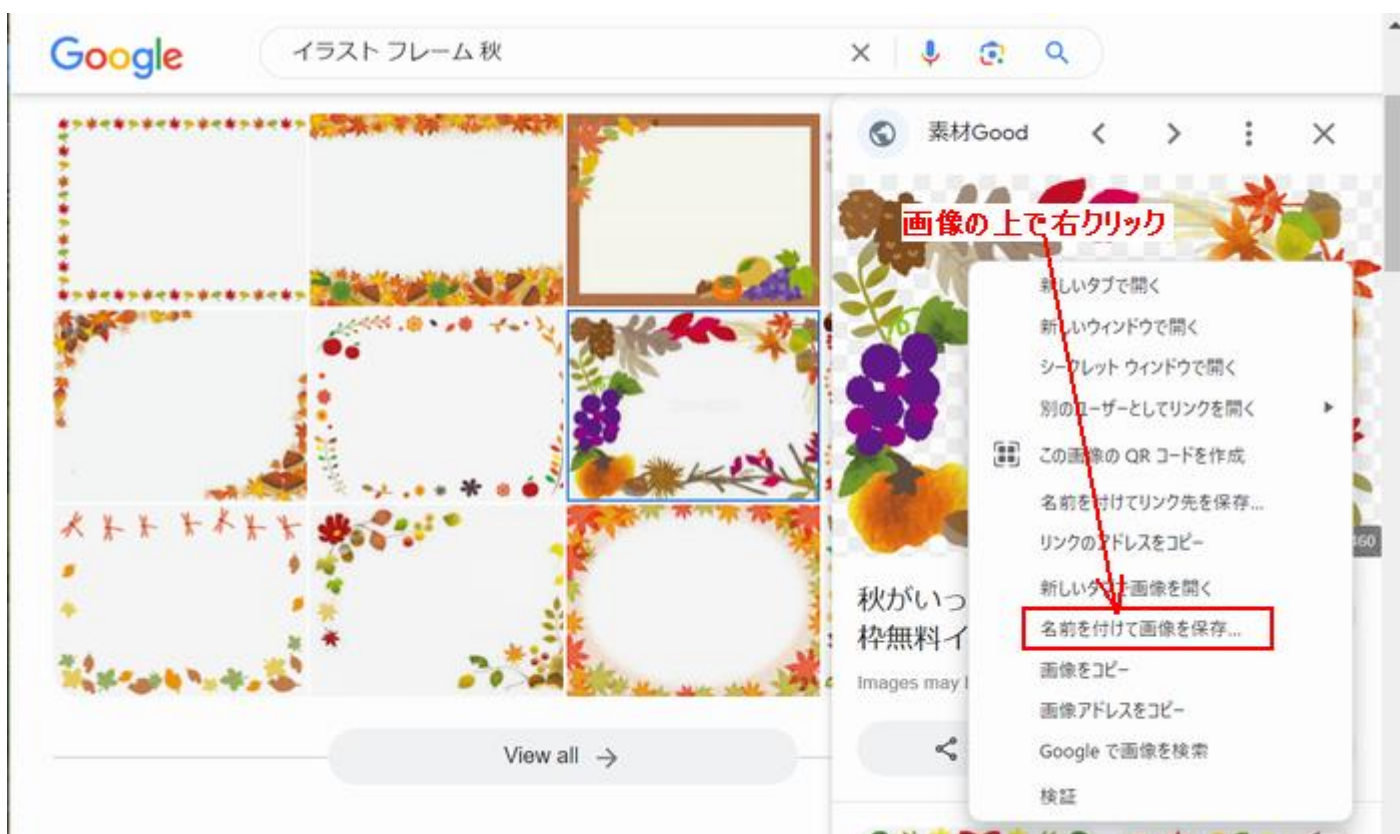 Google
イラスト フレーム 秋
素材Good
画像の上で右クリック
新しいタブで開く
新しいウィンドウで開く
シークレット ウィンドウで開く
別のユーザーとしてリンクを開く
この画像の QR コードを作成
名前を付けてリンク先を保存...
リンクのアドレスをコピー
新しいタブで画像を開く
名前を付けて画像を保存...
画像をコピー
画像アドレスをコピー
Google で画像を検索
検証
460
秋がいっ
枠無料イ
Images may
View all →